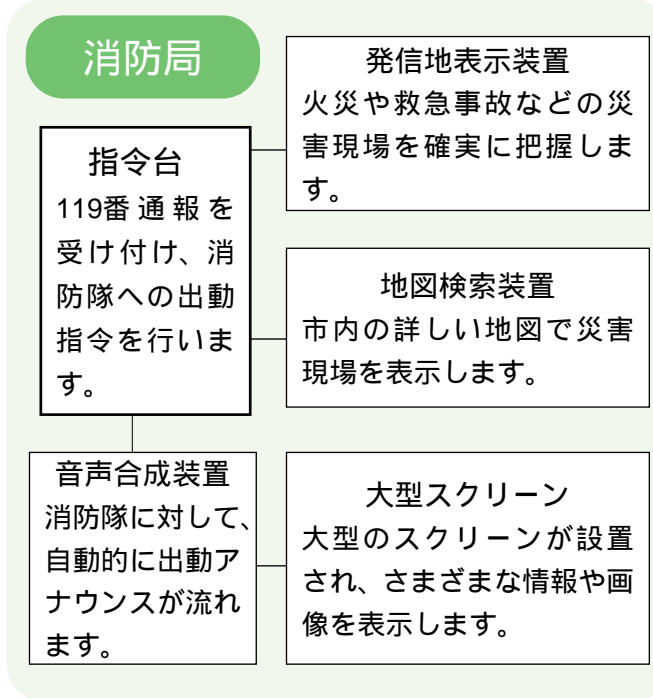 消防局
指令台
119番通報を
受け付け、消
防隊への出動
指令を行いま
す。
発信地表示装置
火災や救急事故などの災
害現場を確実に把握しま
す。
地図検索装置
市内の詳しい地図で災害
現場を表示します。
音声合成装置
消防隊に対して、
自動的に出動ア
ナウンスが流れ
ます。
大型スクリーン
大型のスクリーンが設置
され、さまざまな情報や画
像を表示します。